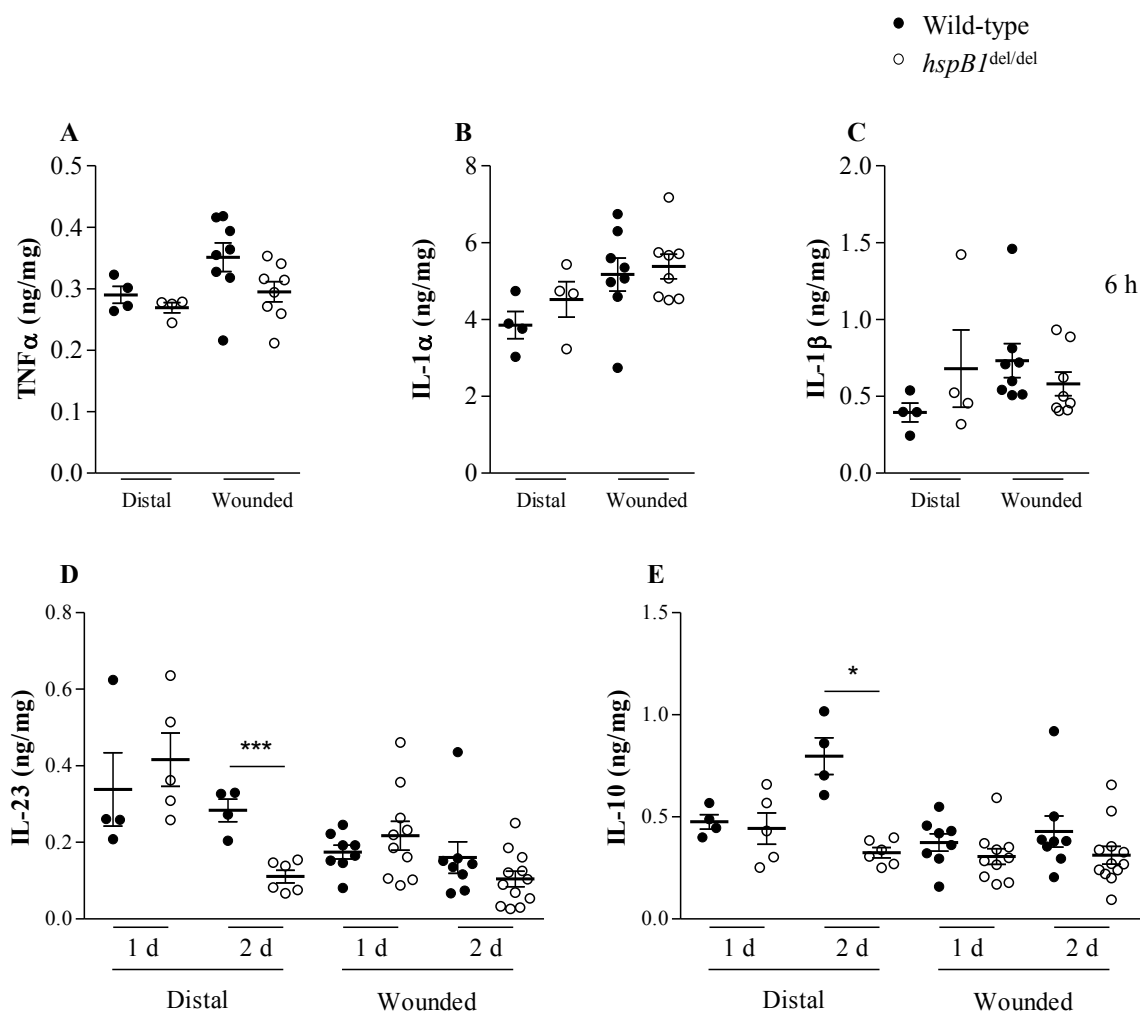 ● Wild-type
○ hspB1del/del
A
B
C
0.5
0.4
0.3
0.2
0.1
0.0
TNFα (ng/mg)
Distal Wounded
8
6
4
2
0
IL-1α (ng/mg)
Distal Wounded
2.0
1.5
1.0
0.5
0.0
IL-1β (ng/mg)
Distal Wounded
6 h
D
E
0.8
0.6
0.4
0.2
0.0
IL-23 (ng/mg)
***
1 d 2 d 1 d 2 d
Distal Wounded
1.5
1.0
0.5
0.0
IL-10 (ng/mg)
*
1 d 2 d 1 d 2 d
Distal Wounded